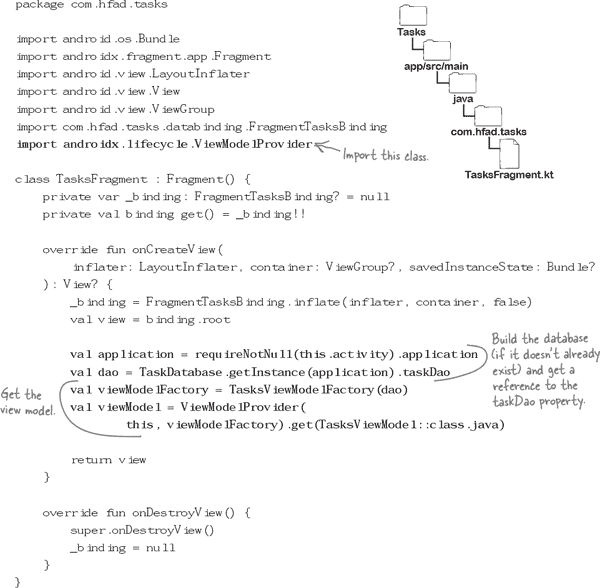 package com.hfad.tasks
import android.os.Bundle
import androidx.fragment.app.Fragment
import android.view.LayoutInflater
import android.view.View
import android.view.ViewGroup
import com.hfad.tasks.databinding.FragmentTasksBinding
import androidx.lifecycle.ViewModelProvider
Import this class.
Tasks
app/src/main
java
com.hfad.tasks
TasksFragment.kt
class TasksFragment : Fragment() {
private var _binding: FragmentTasksBinding? = null
private val binding get() = _binding!!
override fun onCreateView(
inflater: LayoutInflater, container: ViewGroup?, savedInstanceState: Bundle?
): View? {
_binding = FragmentTasksBinding.inflate(inflater, container, false)
val view = binding.root
val application = requireNotNull(this.activity).application
val dao = TaskDatabase.getInstance(application).taskDao
Build the database
(if it doesn't already
exist) and get a
reference to the
taskDao property.
Get the
view model.
val viewModelFactory = TasksViewModelFactory(dao)
val viewModel = ViewModelProvider(
this, viewModelFactory).get(TasksViewModel::class.java)
return view
}
override fun onDestroyView() {
super.onDestroyView()
_binding = null
}
}